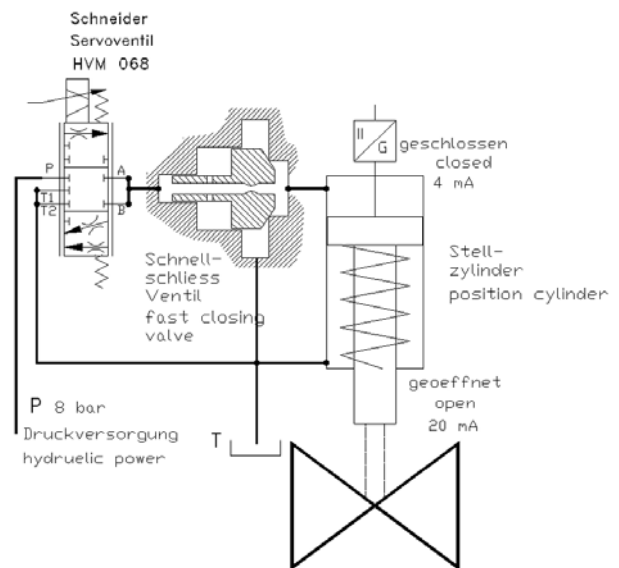 Schneider
Servoventil
HVM 068
P
A
T1
T2
B
II
G
geschlossen
closed
4 mA
Schnell-
schliess
Ventil
fast closing
valve
Stell-
zylinder
position cylinder
geoeffnet
open
20 mA
P 8 bar
Druckversorgung
hydruelic power
T